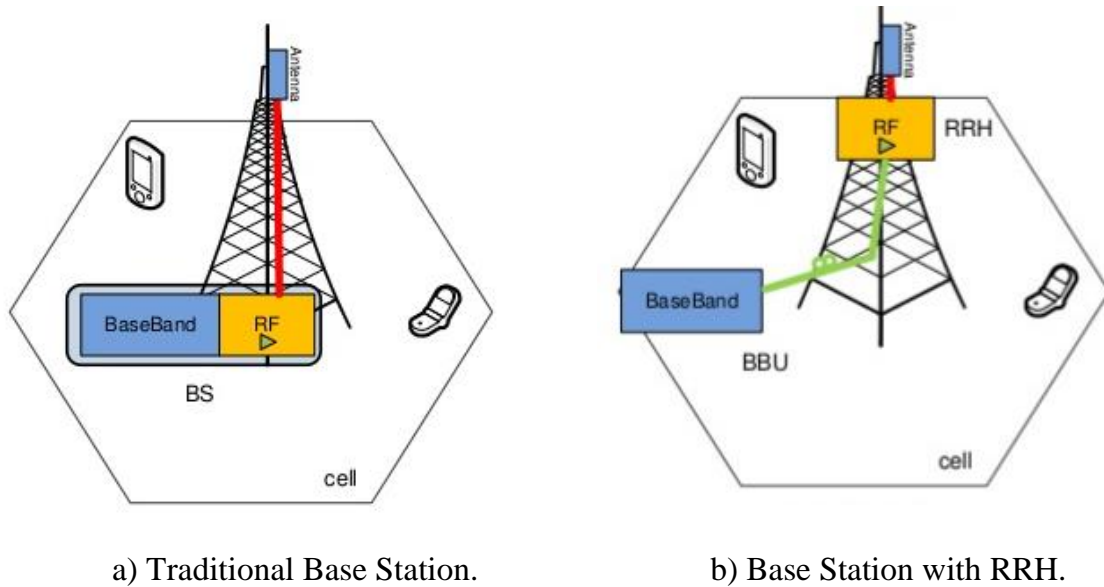 Antenna
BaseBand
RF
BS
cell
Antenna
RF
RRH
BaseBand
BBU
cell
a) Traditional Base Station.
b) Base Station with RRH.